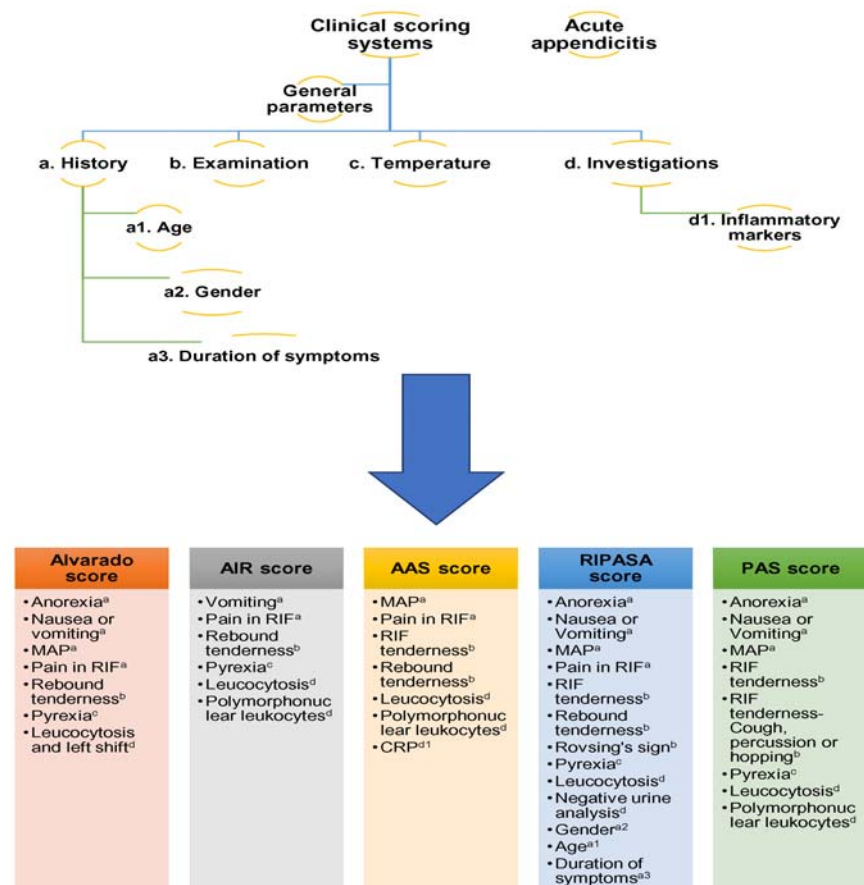 Clinical scoring
systems
Acute
appendicitis
General
parameters
a. History
b. Examination
c. Temperature
d. Investigations
a1. Age
d1. Inflammatory
markers
a2. Gender
a3. Duration of symptoms
Alvarado
score
•Anorexiaᵃ
•Nausea or
vomitingᵃ
•MAPᵃ
•Pain in RIFᵃ
•Rebound
tendernessᵇ
•Pyrexiaᶜ
•Leucocytosis
and left shiftᵈ
AIR score
•Vomitingᵃ
•Pain in RIFᵃ
•Rebound
tendernessᵇ
•Pyrexiaᶜ
•Leucocytosisᵈ
•Polymorphonuc
lear leukocytesᵈ
AAS score
•MAPᵃ
•Pain in RIFᵃ
•RIF
tendernessᵇ
•Rebound
tendernessᵇ
•Leucocytosisᵈ
•Polymorphonuc
lear leukocytesᵈ
•CRPᵈ¹
RIPASA
score
•Anorexiaᵃ
•Nausea or
Vomitingᵃ
•MAPᵃ
•Pain in RIFᵃ
•RIF
tendernessᵇ
•Rebound
tendernessᵇ
•Rovsing's signᵇ
•Pyrexiaᶜ
•Leucocytosisᵈ
•Negative urine
analysisᵈ
•Genderᵃ²
•Ageᵃ¹
•Duration of
symptomsᵃ³
PAS score
•Anorexiaᵃ
•Nausea or
Vomitingᵃ
•MAPᵃ
•RIF
tendernessᵇ
•RIF
tenderness-
Cough,
percussion or
hoppingᵇ
•Pyrexiaᶜ
•Leucocytosisᵈ
•Polymorphonuc
lear leukocytesᵈ